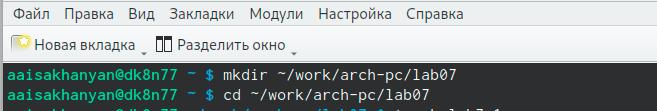 Файл Правка Вид Закладки Модули Настройка Справка
Новая вкладка Разделить окно
aaisakhanyan@dk8n77 ~ $ mkdir ~/work/arch-pc/lab07
aaisakhanyan@dk8n77 ~ $ cd ~/work/arch-pc/lab07